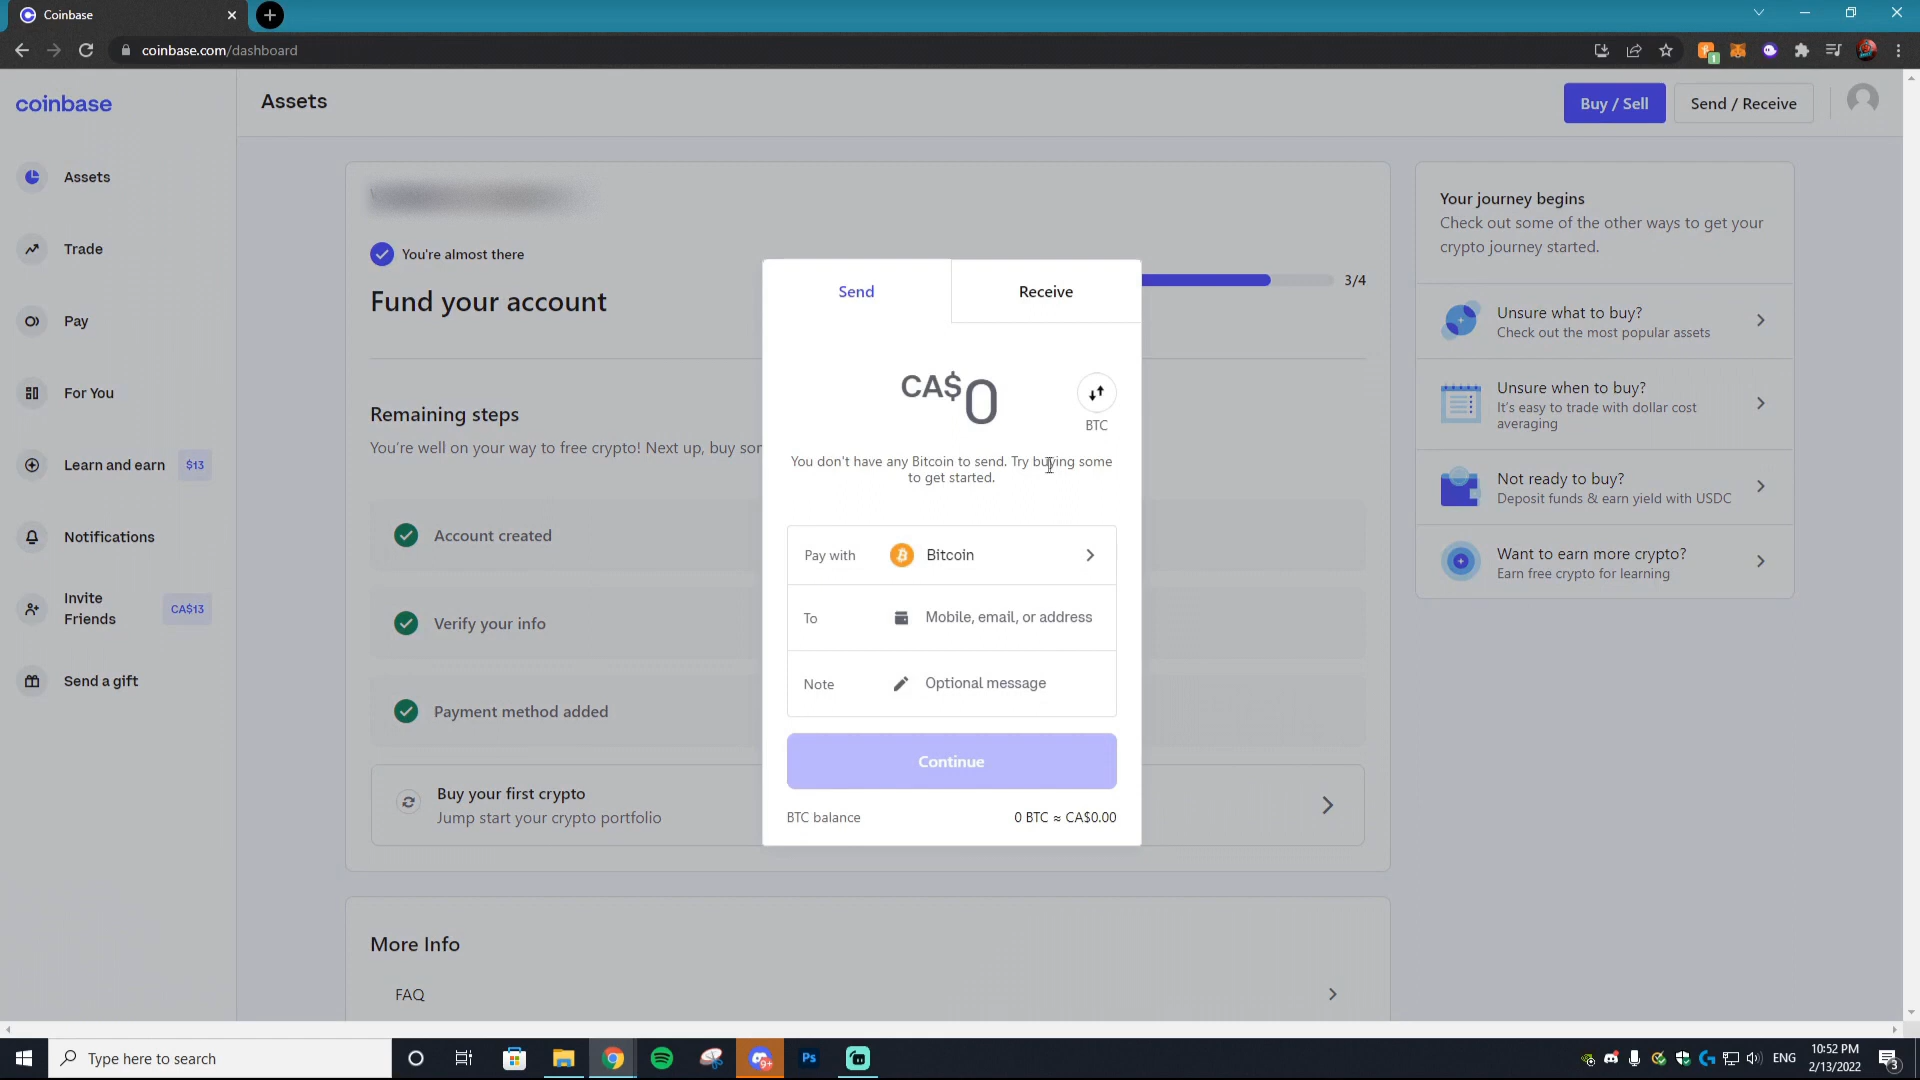 Coinbase
coinbase.com/dashboard
1
coinbase
Assets
Trade
Pay
For You
Learn and earn
$13
Notifications
Invite
Friends
CA$13
Send a gift
Assets
Buy / Sell
Send / Receive
You're almost there
3/4
Fund your account
Remaining steps
You're well on your way to free crypto! Next up, buy
Account created
Verify your info
Payment method added
Buy your first crypto
Jump start your crypto portfolio
More Info
FAQ
Send
Receive
CA$0
BTC
You don't have any Bitcoin to send. Try buying some
to get started.
Pay with
Bitcoin
To
Mobile, email, or address
Note
Optional message
Continue
BTC balance
0 BTC ≈ CA$0.00
Your journey begins
Check out some of the other ways to get your
crypto journey started.
Unsure what to buy?
Check out the most popular assets
Unsure when to buy?
It's easy to trade with dollar cost
averaging
Not ready to buy?
Deposit funds & earn yield with USDC
Want to earn more crypto?
Earn free crypto for learning
Type here to search
9+
Ps
ENG
10:52 PM
2/13/2022
3